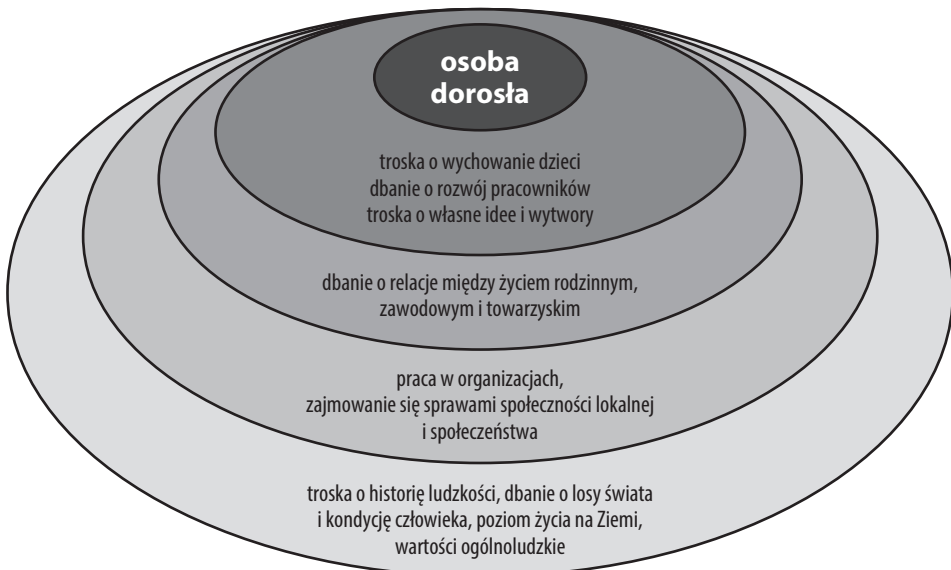 osoba
dorosła
troska o wychowanie dzieci
dbanie o rozwój pracowników
troska o własne idee i wytwory
dbanie o relacje między życiem rodzinnym,
zawodowym i towarzyskim
praca w organizacjach,
zajmowanie się sprawami społeczności lokalnej
i społeczeństwa
troska o historię ludzkości, dbanie o losy świata
i kondycję człowieka, poziom życia na Ziemi,
wartości ogólnoludzkie